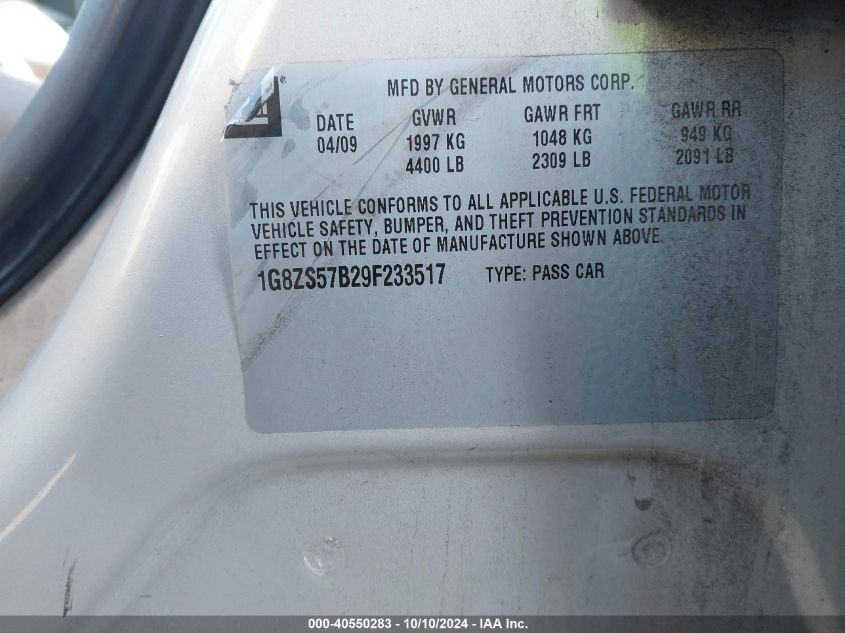 MFD BY GENERAL MOTORS CORP.
DATE GVWR GAWR FRT GAWR RR
04/09 1997 KG 1048 KG 949 KG
4400 LB 2309 LB 2091 LB
THIS VEHICLE CONFORMS TO ALL APPLICABLE U.S. FEDERAL MOTOR
VEHICLE SAFETY, BUMPER, AND THEFT PREVENTION STANDARDS IN
EFFECT ON THE DATE OF MANUFACTURE SHOWN ABOVE.
1G8ZS57B29F233517 TYPE: PASS CAR
000-40550283 - 10/10/2024 - IAA Inc.